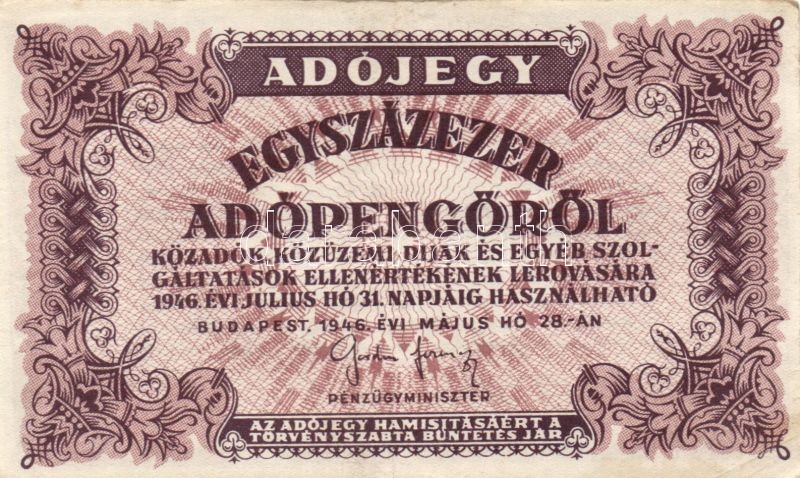 ADÓJEGY
EGYSZÁZEZER
ADÓPENGŐRŐL
KÖZADÓK, KÖZÜZEMI DIJAK ÉS EGYÉB SZOL-
GÁLTATÁSOK ELLENÉRTÉKÉNEK LEROVÁSÁRA
1946. ÉVI JULIUS HÓ 31. NAPJÁIG HASZNÁLHATÓ
BUDAPEST, 1946. ÉVI MÁJUS HÓ 28.-ÁN
PÉNZÜGYMINISZTER
AZ ADÓJEGY HAMISITÁSÁÉRT A
TÖRVÉNYSZABTA BÜNTETÉS JÁR